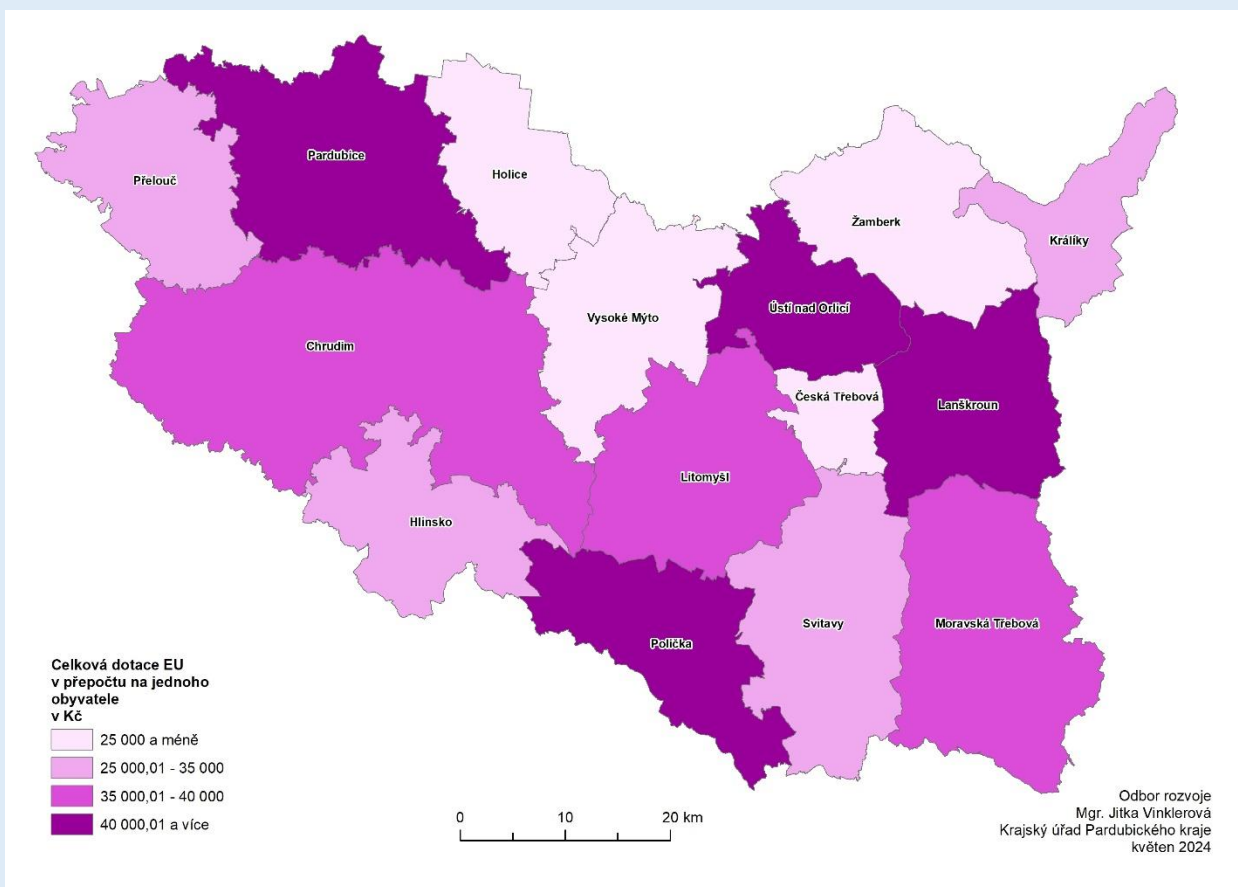 Pardubice
Holice
Přelouč
Žamberk
Králíky
Ústí nad Orlicí
Vysoké Mýto
Chrudim
Česká Třebová
Lanškroun
Litomyšl
Hlinsko
Svitavy
Moravská Třebová
Polička
Celková dotace EU
v přepočtu na jednoho
obyvatele
v Kč
25 000 a méně
25 000,01 - 35 000
35 000,01 - 40 000
40 000,01 a více
0 10 20 km
Odbor rozvoje
Mgr. Jitka Vinklerová
Krajský úřad Pardubického kraje
květen 2024